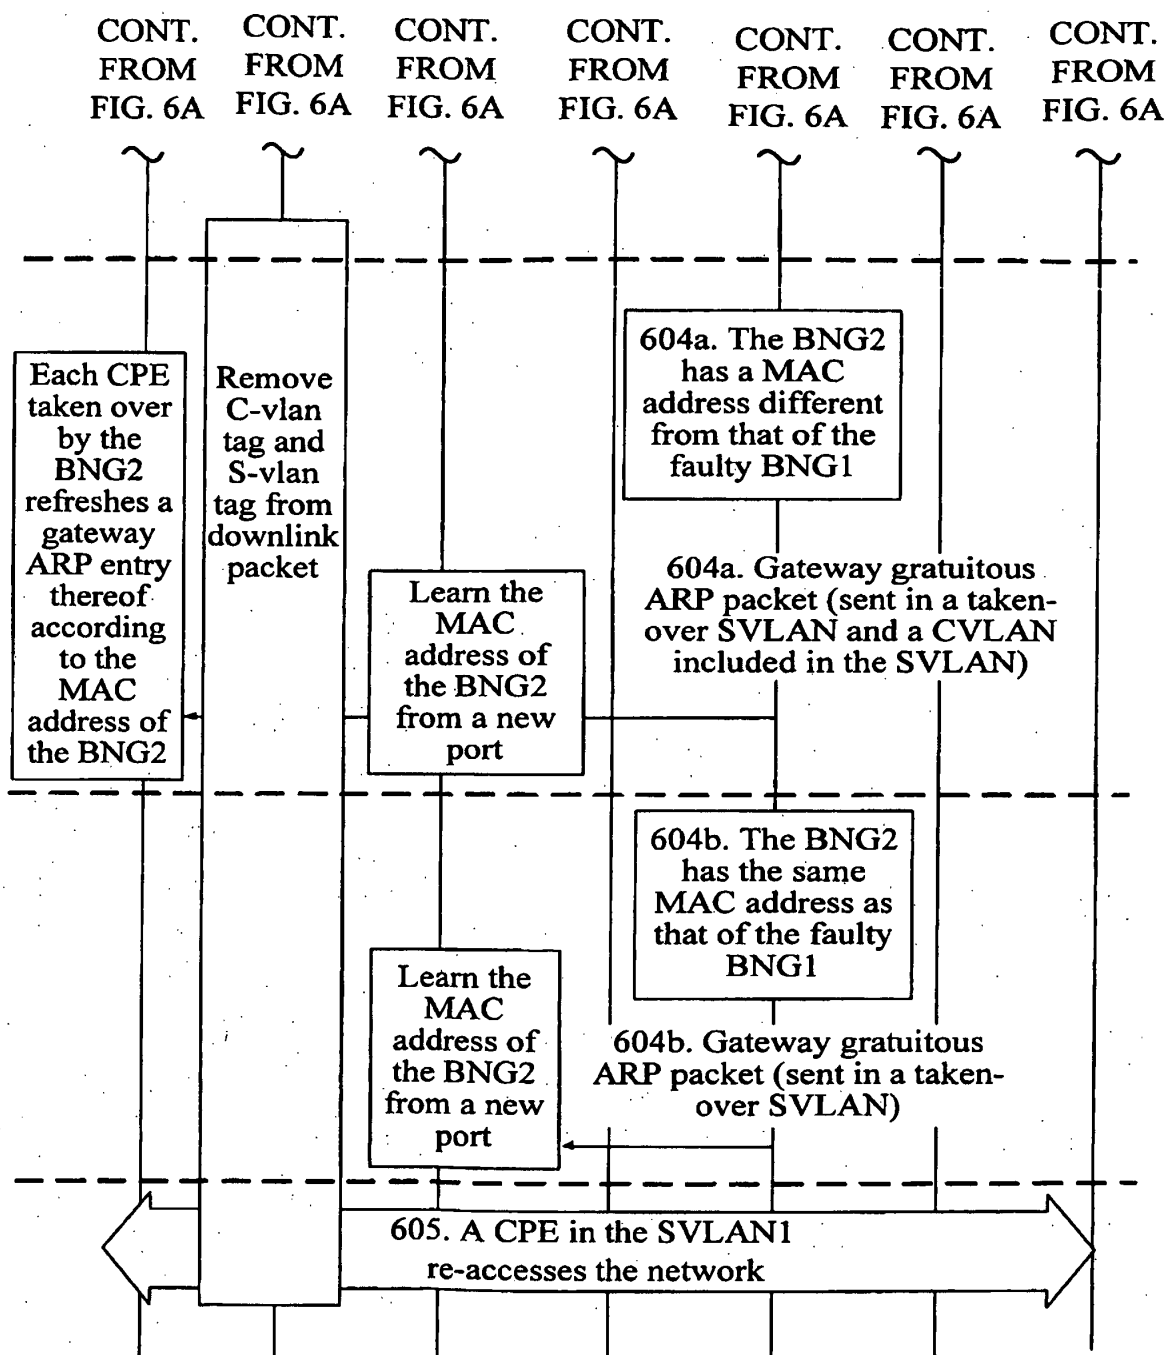 CONT.
FROM
FIG. 6A
CONT.
FROM
FIG. 6A
CONT.
FROM
FIG. 6A
CONT.
FROM
FIG. 6A
CONT.
FROM
FIG. 6A
CONT.
FROM
FIG. 6A
CONT.
FROM
FIG. 6A
604a. The BNG2
has a MAC
address different
from that of the
faulty BNG1
Each CPE
taken over
by the
BNG2
refreshes a
gateway
ARP entry
thereof
according
to the
MAC
address of
the BNG2
Remove
C-vlan
tag and
S-vlan
tag from
downlink
packet
Learn the
MAC
address of
the BNG2
from a new
port
604a. Gateway gratuitous
ARP packet (sent in a taken-
over SVLAN and a CVLAN
included in the SVLAN)
604b. The BNG2
has the same
MAC address as
that of the faulty
BNG1
Learn the
MAC
address of
the BNG2
from a new
port
604b. Gateway gratuitous
ARP packet (sent in a taken-
over SVLAN)
605. A CPE in the SVLAN1
re-accesses the network